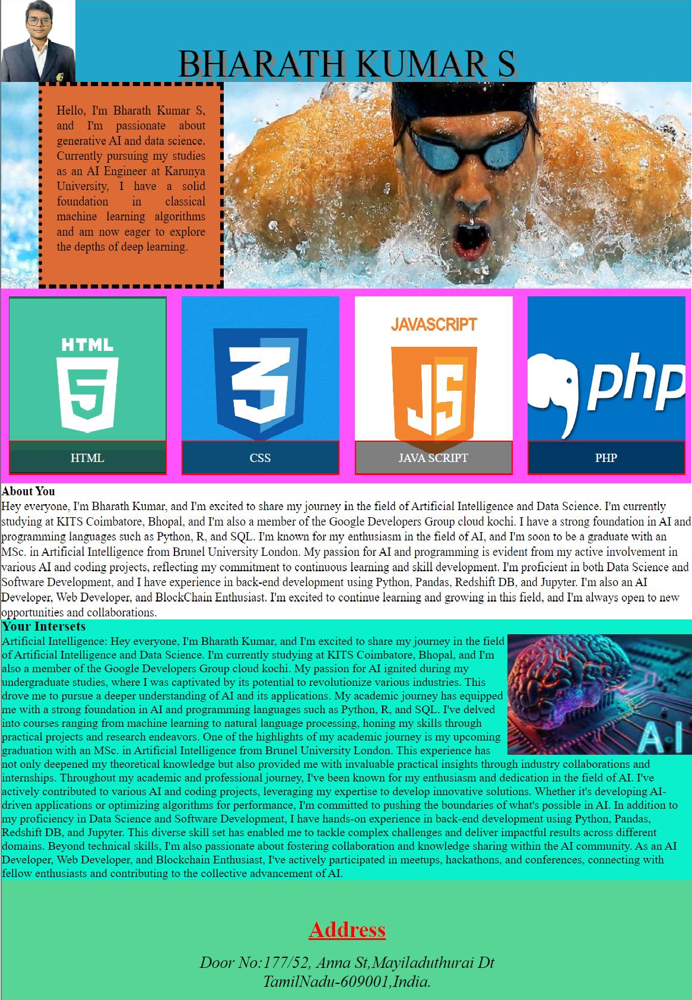 BHARATH KUMAR S
Hello, I'm Bharath Kumar S,
and I'm passionate about
generative AI and data science.
Currently pursuing my studies
as an AI Engineer at Karunya
University, I have a solid
foundation in classical
machine learning algorithms
and am now eager to explore
the depths of deep learning.
HTML
5
3
JAVASCRIPT
JS
php
HTML
CSS
JAVA SCRIPT
PHP
About You
Hey everyone, I'm Bharath Kumar, and I'm excited to share my journey in the field of Artificial Intelligence and Data Science. I'm currently
studying at KITS Coimbatore, Bhopal, and I'm also a member of the Google Developers Group cloud kochi. I have a strong foundation in AI and
programming languages such as Python, R, and SQL. I'm known for my enthusiasm in the field of AI, and I'm soon to be a graduate with an
MSc. in Artificial Intelligence from Brunel University London. My passion for AI and programming is evident from my active involvement in
various AI and coding projects, reflecting my commitment to continuous learning and skill development. I'm proficient in both Data Science and
Software Development, and I have experience in back-end development using Python, Pandas, Redshift DB, and Jupyter. I'm also an AI
Developer, Web Developer, and BlockChain Enthusiast. I'm excited to continue learning and growing in this field, and I'm always open to new
opportunities and collaborations.
Your Intersets
Artificial Intelligence: Hey everyone, I'm Bharath Kumar, and I'm excited to share my journey in the field
of Artificial Intelligence and Data Science. I'm currently studying at KITS Coimbatore, Bhopal, and I'm
also a member of the Google Developers Group cloud kochi. My passion for AI ignited during my
undergraduate studies, where I was captivated by its potential to revolutionize various industries. This
drove me to pursue a deeper understanding of AI and its applications. My academic journey has equipped
me with a strong foundation in AI and programming languages such as Python, R, and SQL. I've delved
into courses ranging from machine learning to natural language processing, honing my skills through
practical projects and research endeavors. One of the highlights of my academic journey is my upcoming
graduation with an MSc. in Artificial Intelligence from Brunel University London. This experience has
AI
not only deepened my theoretical knowledge but also provided me with invaluable practical insights through industry collaborations and
internships. Throughout my academic and professional journey, I've been known for my enthusiasm and dedication in the field of AI. I've
actively contributed to various AI and coding projects, leveraging my expertise to develop innovative solutions. Whether it's developing AI-
driven applications or optimizing algorithms for performance, I'm committed to pushing the boundaries of what's possible in AI. In addition to
my proficiency in Data Science and Software Development, I have hands-on experience in back-end development using Python, Pandas,
Redshift DB, and Jupyter. This diverse skill set has enabled me to tackle complex challenges and deliver impactful results across different
domains. Beyond technical skills, I'm also passionate about fostering collaboration and knowledge sharing within the AI community. As an AI
Developer, Web Developer, and Blockchain Enthusiast, I've actively participated in meetups, hackathons, and conferences, connecting with
fellow enthusiasts and contributing to the collective advancement of AI.
Address
Door No:177/52, Anna St,Mayiladuthurai Dt
TamilNadu-609001,India.